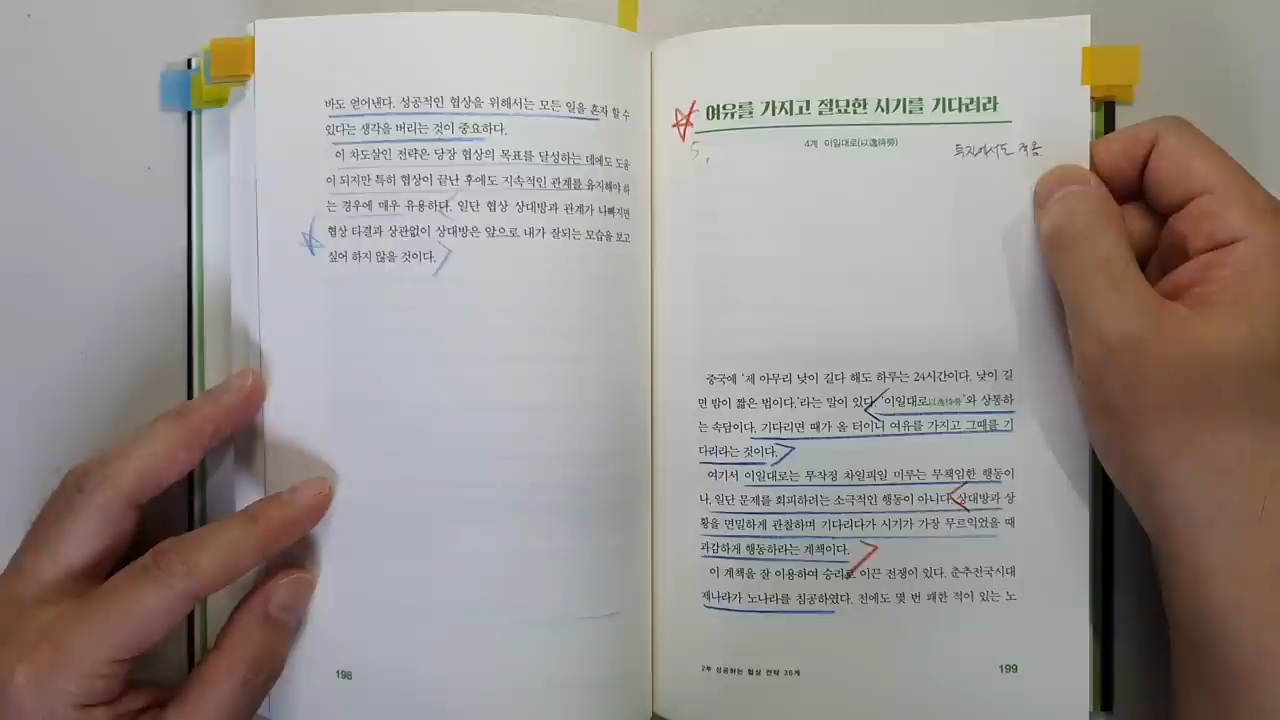 바도 얻어낸다. 성공적인 협상을 위해서는 모든 일을 혼자 할 수
있다는 생각을 버리는 것이 중요하다.
이 차도살인 전략은 당장 협상의 목표를 달성하는 데에도 도움
이 되지만 특히 협상이 끝난 후에도 지속적인 관계를 유지해야 하
는 경우에 매우 유용하다. 일단 협상 상대방과 관계가 나빠지면
협상 타결과 상관없이 상대방은 앞으로 내가 잘되는 모습을 보고
싶어 하지 않을 것이다.
198
여유를 가지고 절묘한 시기를 기다려라
4계 이일대로(以逸待勞)
5.
중국에 '제 아무리 낮이 길다 해도 하루는 24시간이다. 낮이 길
면 밤이 짧은 법이다.'라는 말이 있다. '이일대로以逸待勞'와 상통하
는 속담이다. 기다리면 때가 올 터이니 여유를 가지고 그때를 기
다리라는 것이다.
여기서 이일대로는 무작정 차일피일 미루는 무책임한 행동이
나, 일단 문제를 회피하려는 소극적인 행동이 아니다. 상대방과 상
황을 면밀하게 관찰하며 기다리다가 시기가 가장 무르익었을 때
과감하게 행동하라는 계책이다.
이 계책을 잘 이용하여 승리로 이끈 전쟁이 있다. 춘추전국시대
제나라가 노나라를 침공하였다. 전에도 몇 번 패한 적이 있는 노
2부 성공하는 협상 전략 36계
199